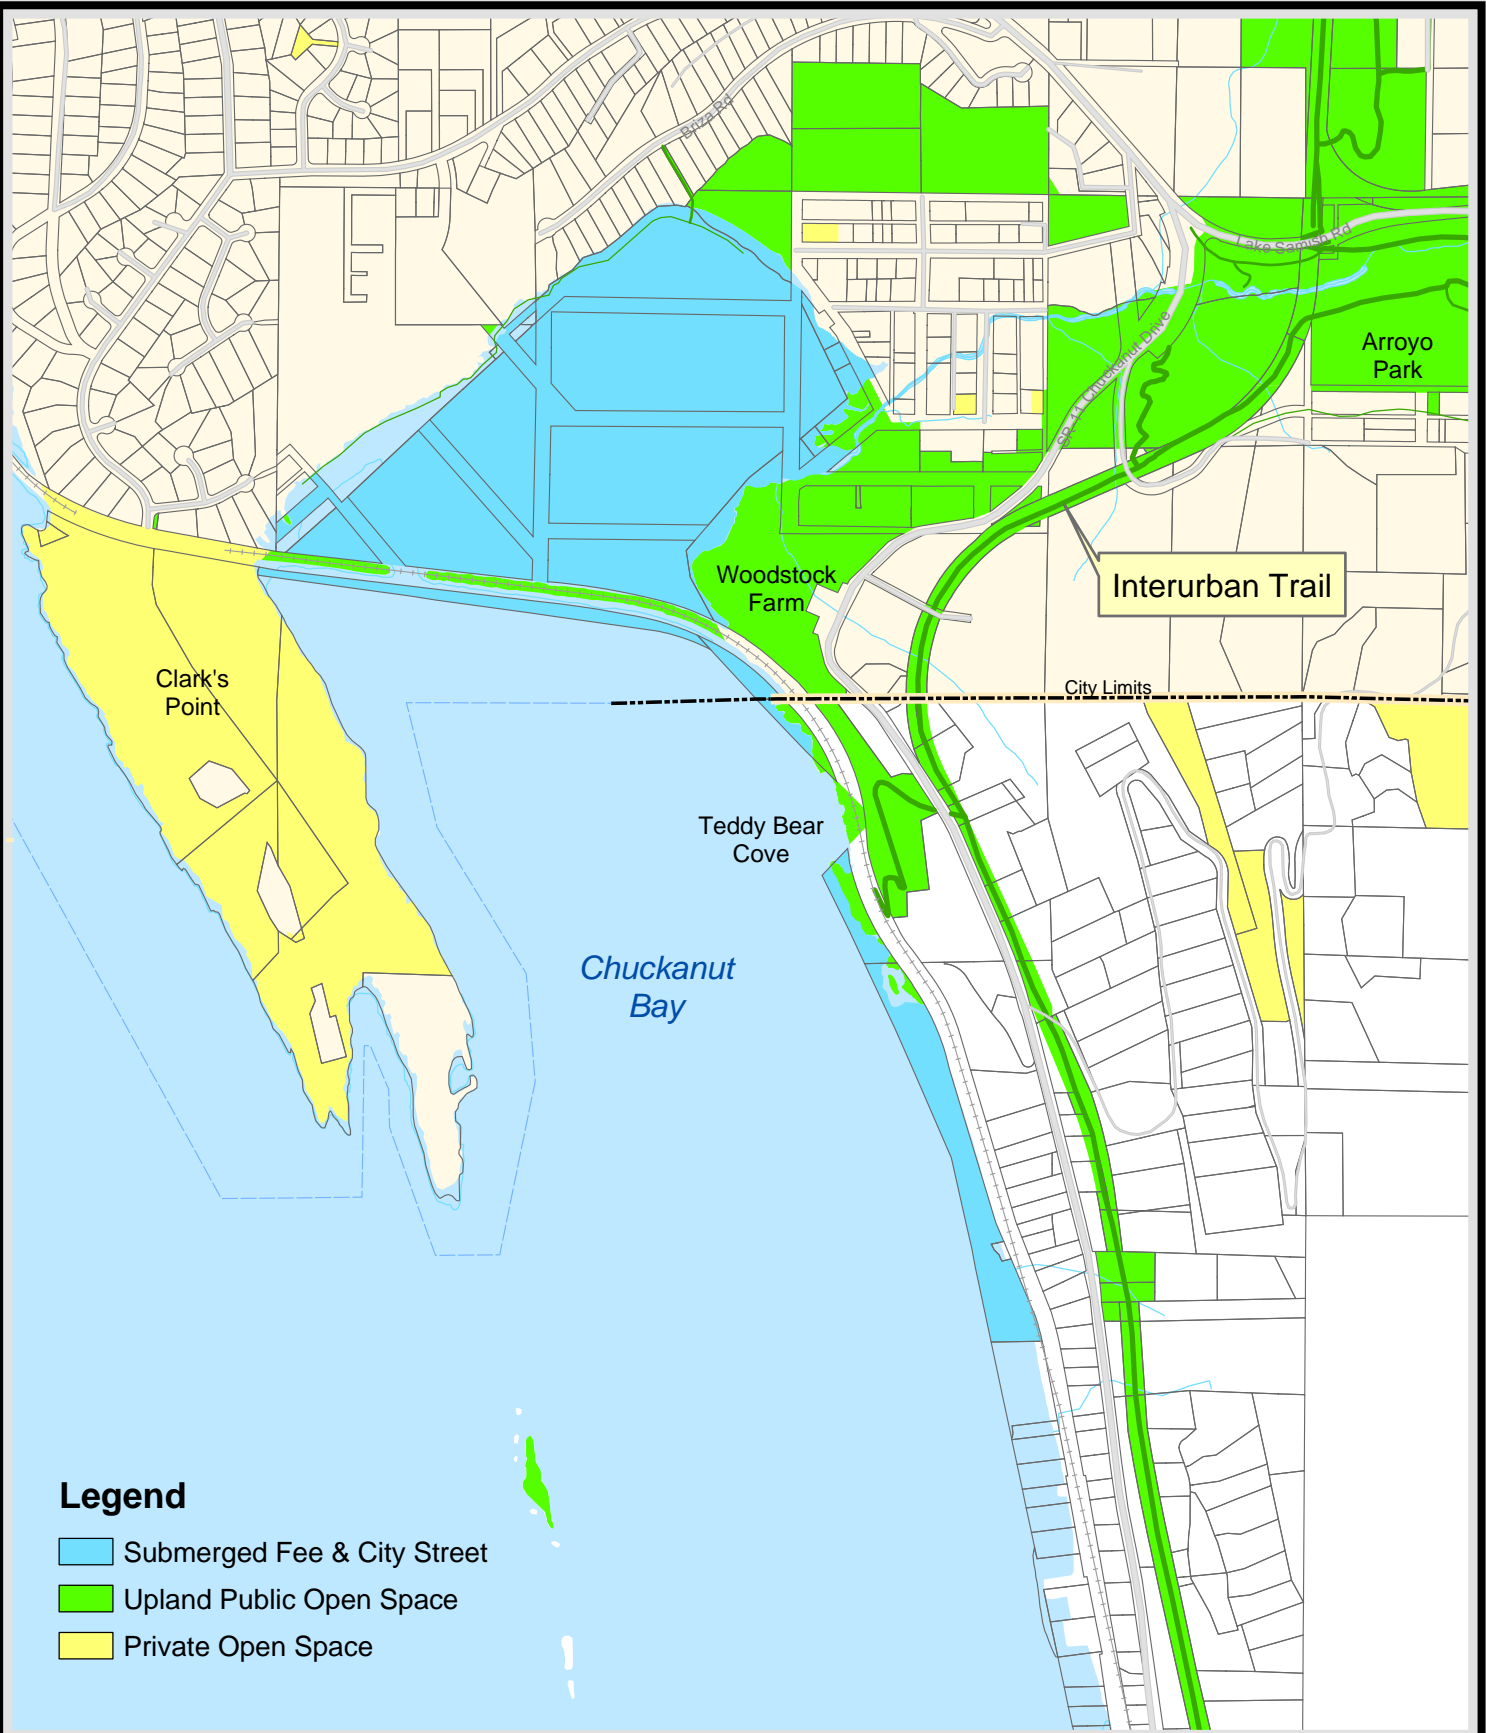 Briza Rd
Lake Samish Rd
Arroyo
Park
SR-11 Chuckanut Drive
Woodstock
Farm
Interurban Trail
Clark's
Point
City Limits
Teddy Bear
Cove
Chuckanut
Bay
Legend
Submerged Fee & City Street
Upland Public Open Space
Private Open Space